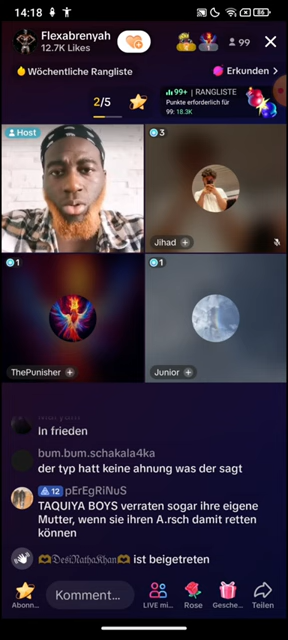 14:18
86
Flexabrenyah
12.7K Likes
99
Wöchentliche Rangliste
Erkunden >
2/5
99+ | RANGLISTE
Punkte erforderlich für
99: 18.3K
Host
3
Jihad +
1
ThePunisher +
1
Junior +
In frieden
bum.bum.schakala4ka
der typ hatt keine ahnung was der sagt
12 pErEgRiNuS
TAQUIYA BOYS verraten sogar ihre eigene
Mutter, wenn sie ihren A.rsch damit retten
können
𝔇𝔢𝔰𝔦ℜ𝔞𝔱𝔥𝔞𝔎𝔥𝔞𝔫 ist beigetreten
Abonn...
Komment...
LIVE mi...
Rose
Gesche...
Teilen